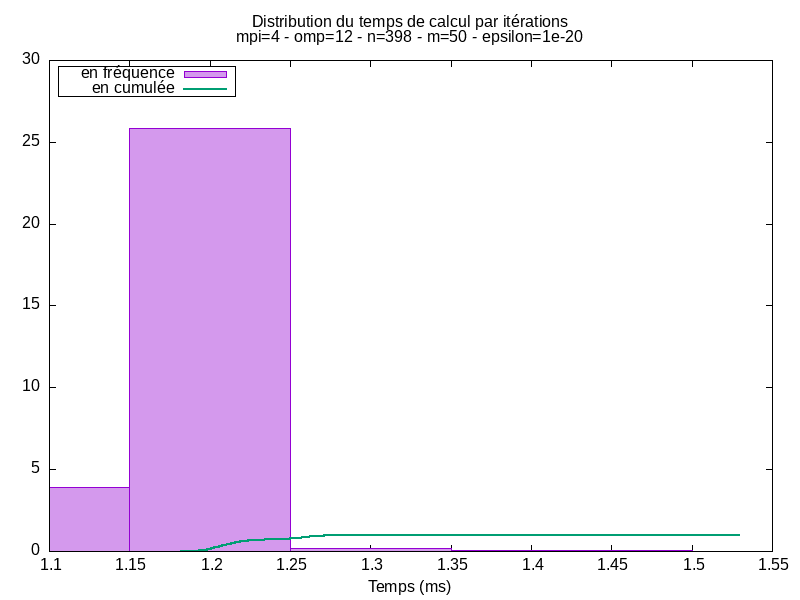 Distribution du temps de calcul par itérations
mpi=4 - omp=12 - n=398 - m=50 - epsilon=1e-20
en fréquence
en cumulée
30
25
20
15
10
5
0
1.1 1.15 1.2 1.25 1.3 1.35 1.4 1.45 1.5 1.55
Temps (ms)